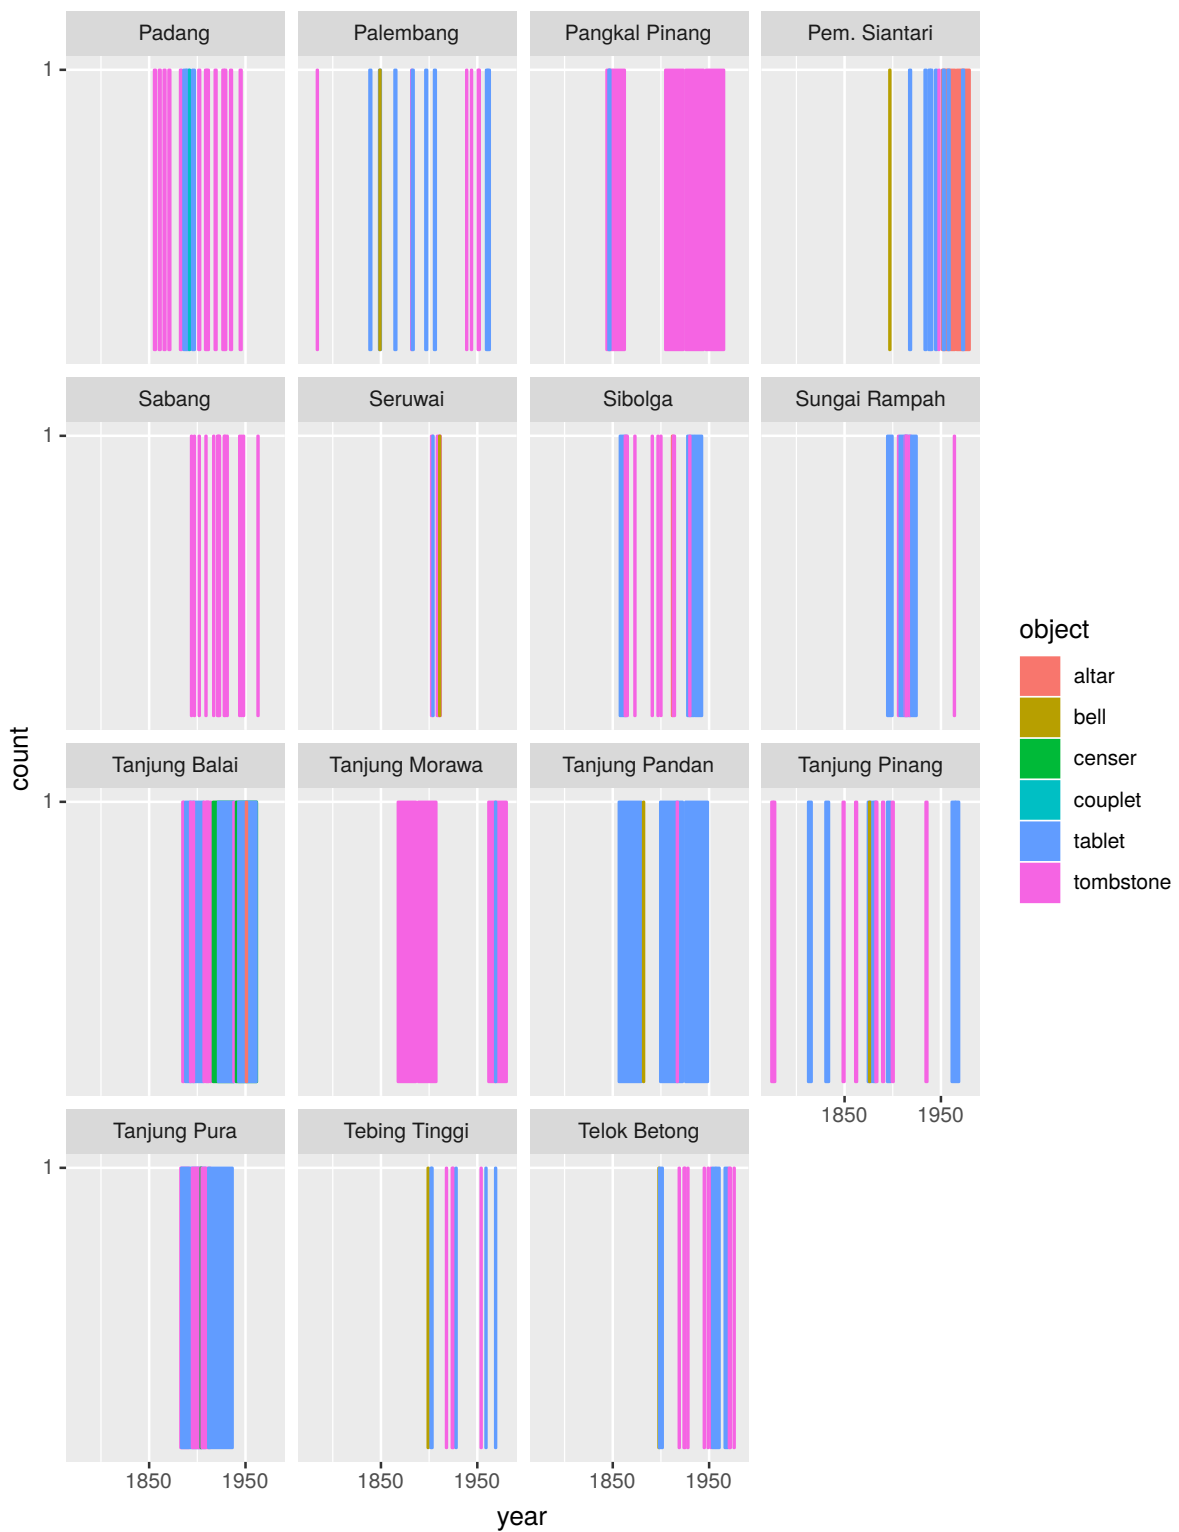 Padang Palembang Pangkal Pinang Pem. Siantari
1
Sabang Seruwai Sibolga Sungai Rampah
1
object
altar
bell
censer
couplet
tablet
tombstone
count
Tanjung Balai Tanjung Morawa Tanjung Pandan Tanjung Pinang
1
1850 1950
Tanjung Pura Tebing Tinggi Telok Betong
1
1850 1950 1850 1950 1850 1950
year